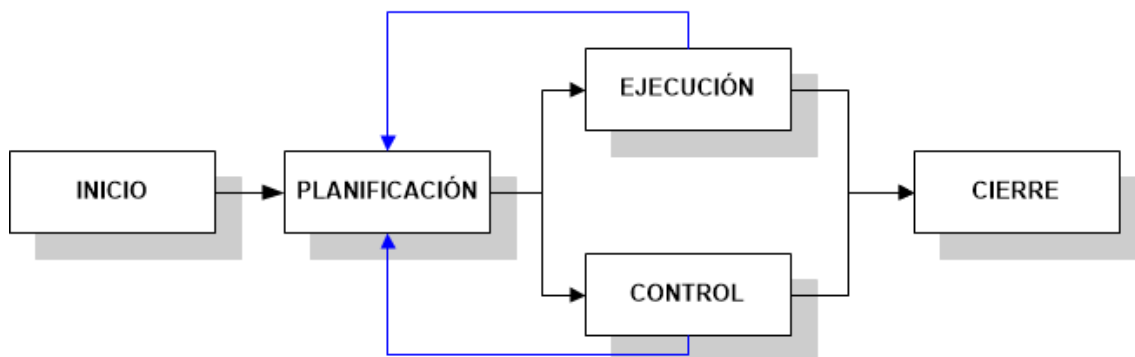 INICIO
PLANIFICACIÓN
EJECUCIÓN
CONTROL
CIERRE